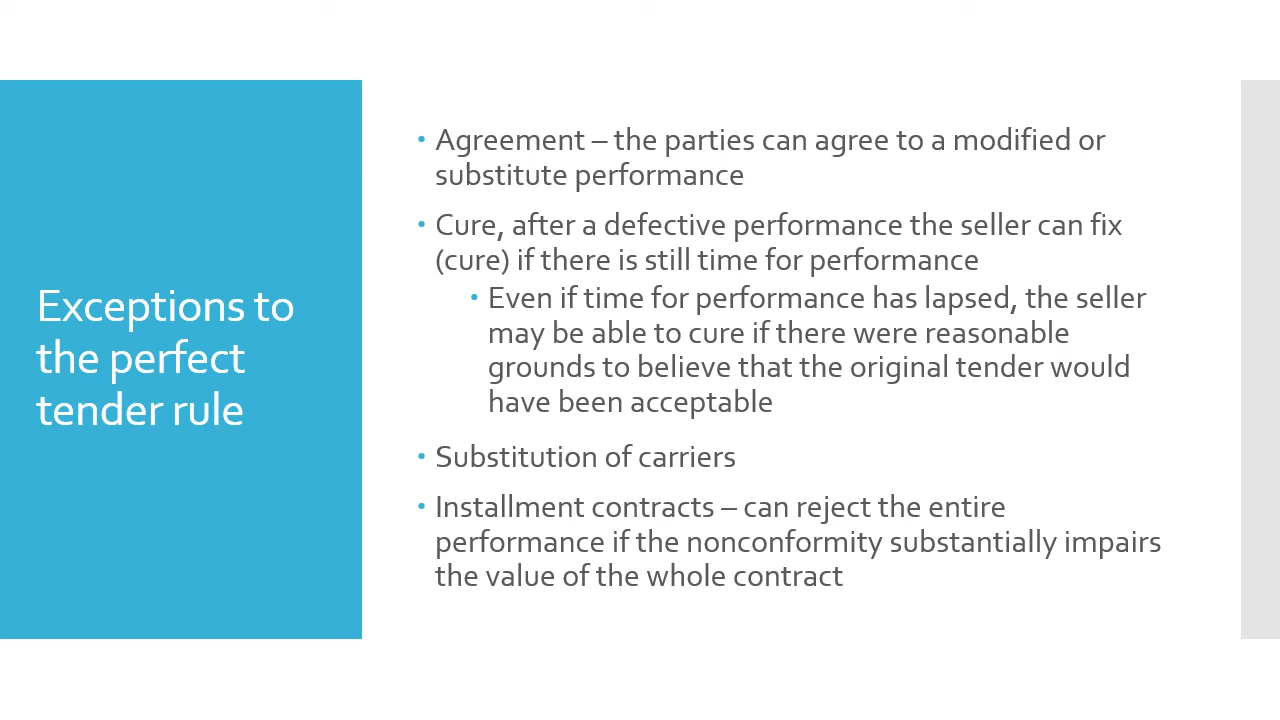 Exceptions to
the perfect
tender rule
• Agreement – the parties can agree to a modified or
substitute performance
• Cure, after a defective performance the seller can fix
(cure) if there is still time for performance
• Even if time for performance has lapsed, the seller
may be able to cure if there were reasonable
grounds to believe that the original tender would
have been acceptable
• Substitution of carriers
• Installment contracts – can reject the entire
performance if the nonconformity substantially impairs
the value of the whole contract